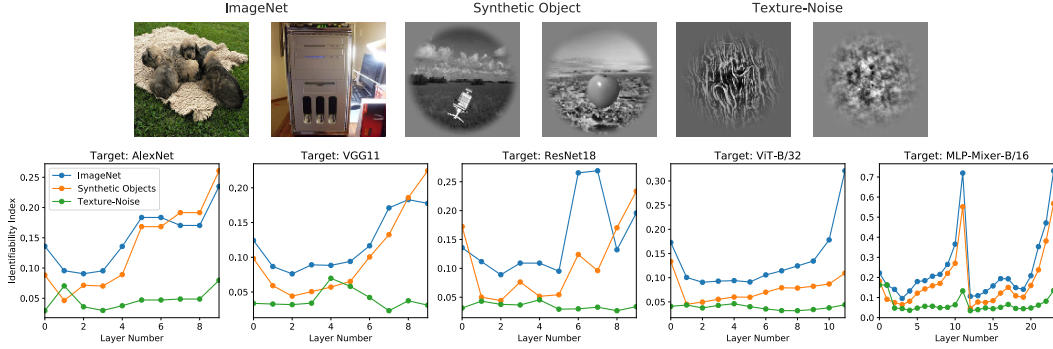 ImageNet
Synthetic Object
Texture-Noise
Target: AlexNet
Target: VGG11
Target: ResNet18
Target: ViT-B/32
Target: MLP-Mixer-B/16
Identifiability Index
0.25
0.20
0.15
0.10
0.05
ImageNet
Synthetic Objects
Texture-Noise
0.20
0.15
0.10
0.05
0.25
0.20
0.15
0.10
0.05
0.30
0.25
0.20
0.15
0.10
0.05
0.7
0.6
0.5
0.4
0.3
0.2
0.1
0.0
0 2 4 6 8
0 2 4 6 8
0 2 4 6 8
0 2 4 6 8 10
0 5 10 15 20
Layer Number
Layer Number
Layer Number
Layer Number
Layer Number